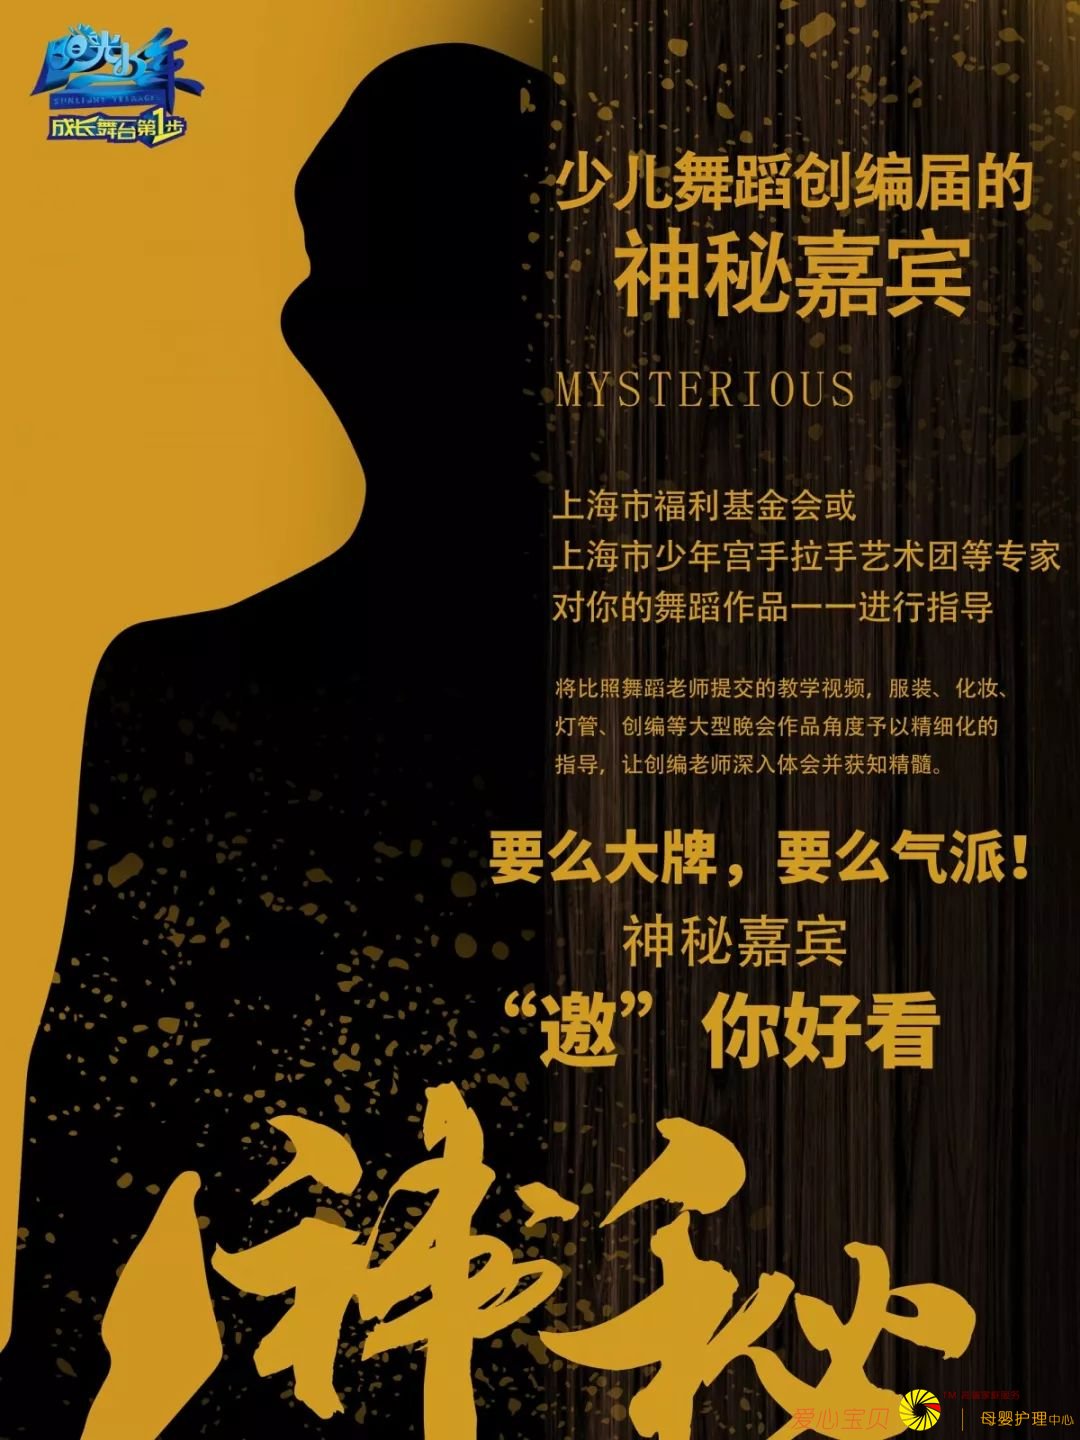 阳光少年
SUNLIGHT TEENAGE
成长舞台第1步
少儿舞蹈创编届的
神秘嘉宾
MYSTERIOUS
上海市福利基金会或
上海市少年宫手拉手艺术团等专家
对你的舞蹈作品一一进行指导
将比照舞蹈老师提交的教学视频，服装、化妆、
灯管、创编等大型晚会作品角度予以精细化的
指导，让创编老师深入体会并获知精髓。
要么大牌，要么气派！
神秘嘉宾
“邀” 你好看
神秘
爱心宝贝
TM
母婴护理中心